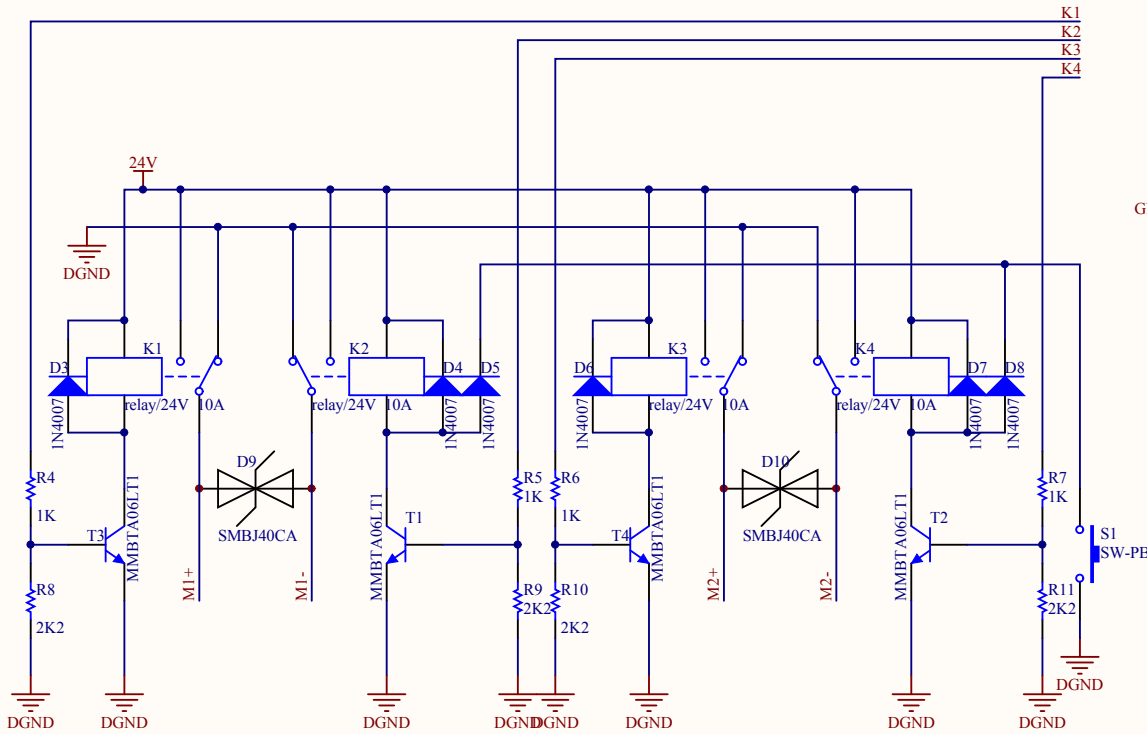 K1
K2
K3
K4
24V
G
DGND
K1
K2
K3
K4
D3
D4
D5
D6
D7
D8
relay/24V
10A
relay/24V
10A
relay/24V
10A
relay/24V
10A
1N4007
1N4007
1N4007
1N4007
1N4007
1N4007
D9
D10
R4
R5
R6
R7
1K
1K
1K
1K
SMBJ40CA
SMBJ40CA
T3
T1
T4
T2
MMBTA06LT1
MMBTA06LT1
MMBTA06LT1
MMBTA06LT1
S1
SW-PB
M1+
M1-
M2+
M2-
R8
R9
R10
R11
2K2
2K2
2K2
2K2
DGND
DGND
DGND
DGND
DGND
DGND
DGND
DGND
DGND